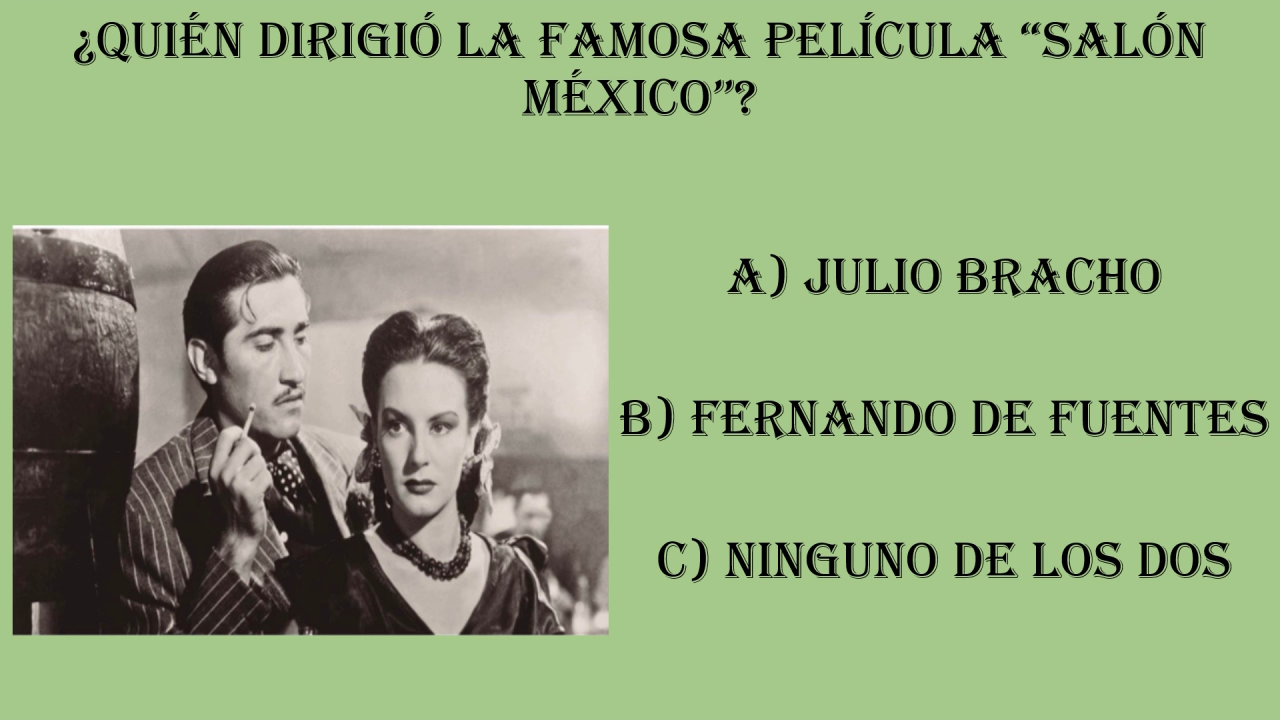 ¿QUIÉN DIRIGIÓ LA FAMOSA PELÍCULA “SALÓN
MÉXICO”?
A) JULIO BRACHO
B) FERNANDO DE FUENTES
C) NINGUNO DE LOS DOS